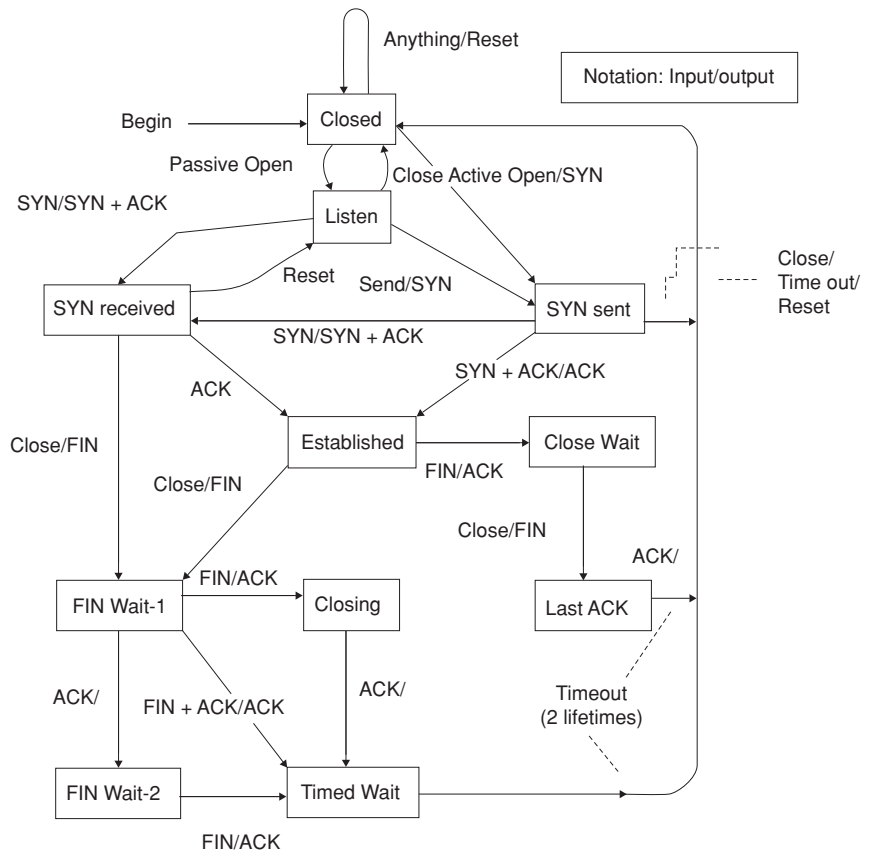 Anything/Reset
Notation: Input/output
Begin
Closed
Passive Open
Close Active Open/SYN
SYN/SYN + ACK
Listen
Reset
Send/SYN
Close/
Time out/
Reset
SYN received
SYN sent
SYN/SYN + ACK
SYN + ACK/ACK
ACK
Established
Close Wait
Close/FIN
FIN/ACK
Close/FIN
Close/FIN
ACK/
FIN/ACK
FIN Wait-1
Closing
Last ACK
ACK/
FIN + ACK/ACK
ACK/
Timeout
(2 lifetimes)
FIN Wait-2
Timed Wait
FIN/ACK